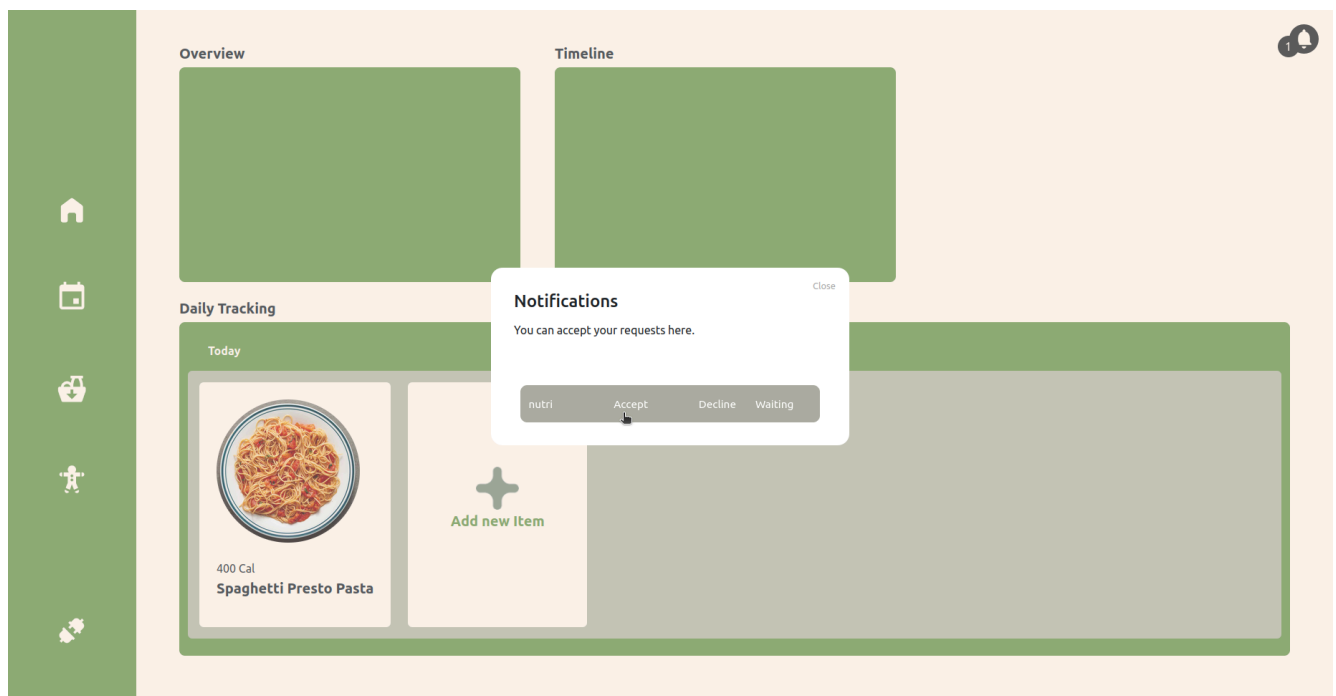 Overview
Timeline
1
Daily Tracking
Today
Close
Notifications
You can accept your requests here.
nutri Accept Decline Waiting
Add new Item
400 Cal
Spaghetti Presto Pasta